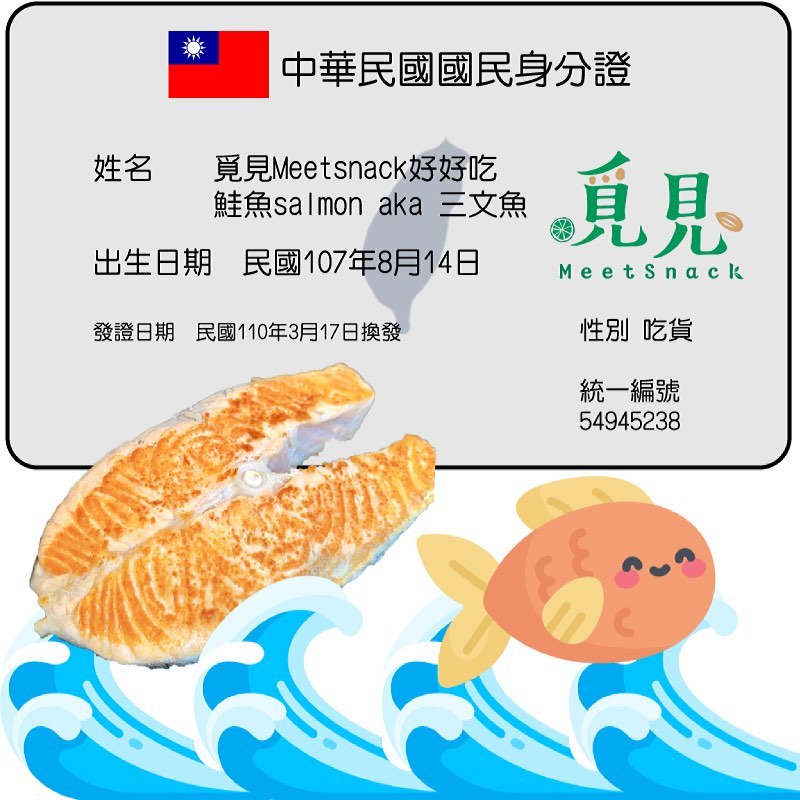 中華民國國民身分證
姓名 覓見Meetsnack好好吃
鮭魚salmon aka 三文魚
覓見
MeetSnack
出生日期 民國107年8月14日
發證日期 民國110年3月17日換發
性別 吃貨
統一編號
54945238